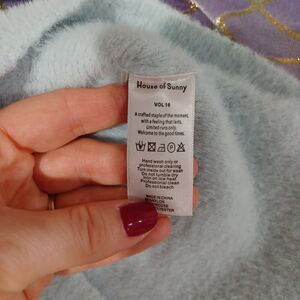 House of Sunny
VOL 16
A crafted staple of the moment,
with a feeling that lasts.
Limited runs only.
Welcome to the good times.
Hand wash only or
professional cleaning
Turn inside out for wash
Do not tumble dry
Iron on low heat
Professional clean
Do not bleach
MADE IN CHINA